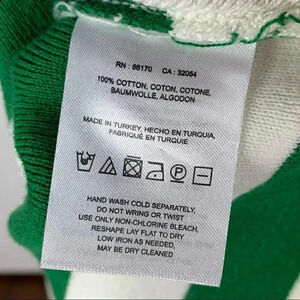 RN : 66170 CA : 32054
100% COTTON, COTON, COTONE,
BAUMWOLLE, ALGODON
MADE IN TURKEY, HECHO EN TURQUIA,
FABRIQUÉ EN TURQUIE
HAND WASH COLD SEPARATELY,
DO NOT WRING OR TWIST
USE ONLY NON-CHLORINE BLEACH,
RESHAPE LAY FLAT TO DRY
LOW IRON AS NEEDED,
MAY BE DRY CLEANED